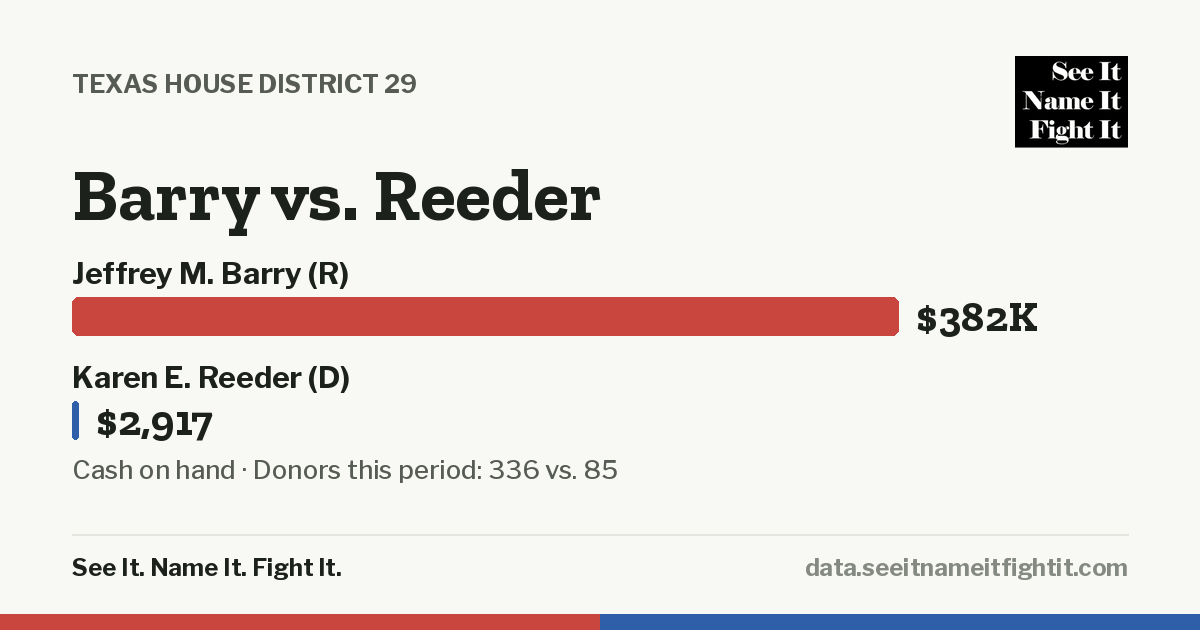 TEXAS HOUSE DISTRICT 29
See It
Name It
Fight It
Barry vs. Reeder
Jeffrey M. Barry (R)
$382K
Karen E. Reeder (D)
$2,917
Cash on hand · Donors this period: 336 vs. 85
See It. Name It. Fight It.
data.seeitnameitfightit.com